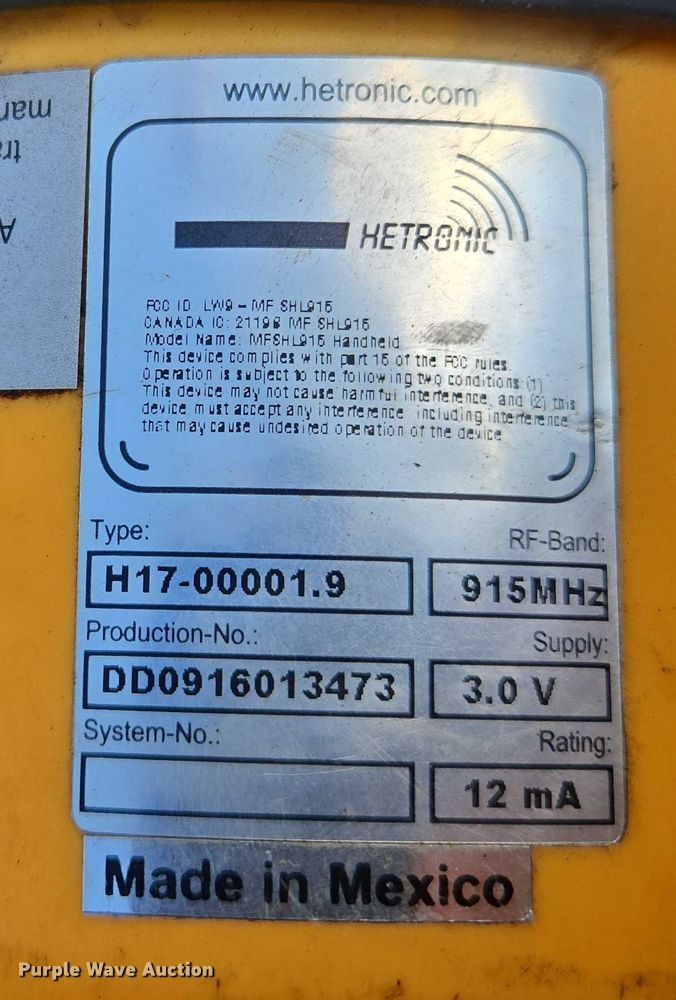 www.hetronic.com
HETRONIC
FCC ID: LW9 - MF SHL915
CANADA IC: 2119B MF SHL915
Model Name: MFSHL915 Handheld
This device complies with part 15 of the FCC rules.
Operation is subject to the following two conditions: (1)
This device may not cause harmful interference, and (2) this
device must accept any interference including interference
that may cause undesired operation of the device
Type:
RF-Band:
H17-00001.9
915MHz
Production-No.:
Supply:
DD0916013473
3.0 V
System-No.:
Rating:
12 mA
Made in Mexico
Purple Wave Auction